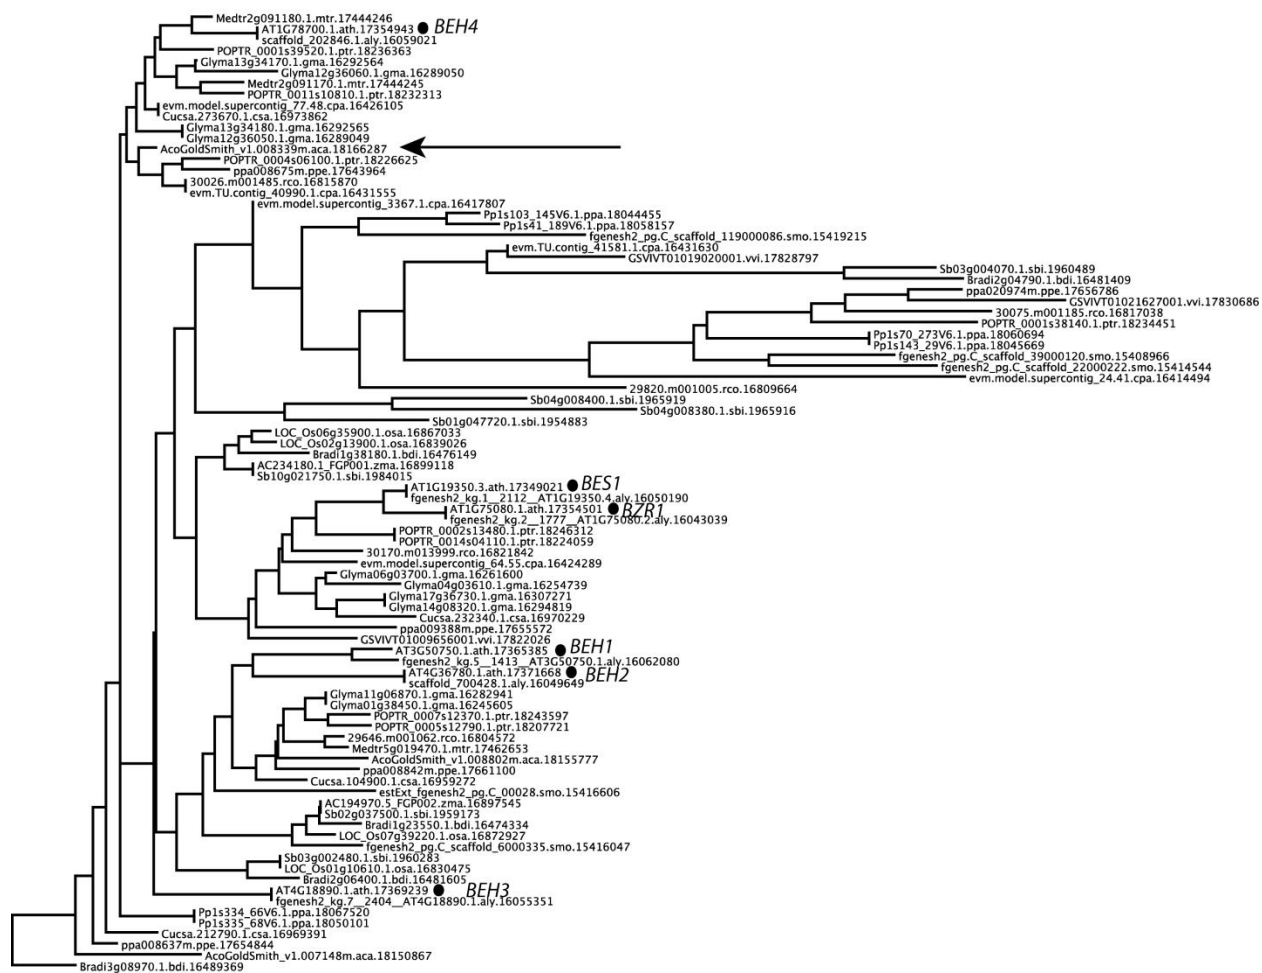 Medtr2g091180.1.mtr.17444246
AT1G78700.1.ath.17354943 BEH4
scaffold_202846.1.aly.16059021
POPTR_0001s39520.1.ptr.18236363
Glyma13g34170.1.gma.16292564
Glyma12g36060.1.gma.16289050
Medtr2g091170.1.mtr.17444245
POPTR_0011s10810.1.ptr.18232313
evm.model.supercontig_77.48.cpa.16426105
Cucsa.273670.1.csa.16973862
Glyma13g34180.1.gma.16292565
Glyma12g36050.1.gma.16289049
AcoGoldSmith_v1.008339m.aca.18166287
POPTR_0004s06100.1.ptr.18226625
ppa008675m.ppe.17643964
30026.m001485.rco.16815870
evm.TU.contig_40990.1.cpa.16431555
evm.model.supercontig_3367.1.cpa.16417807
Pp1s103_145V6.1.ppa.18044455
Pp1s41_189V6.1.ppa.18058157
fgenesh2_pg.C_scaffold_119000086.smo.15419215
evm.TU.contig_41581.1.cpa.16431630
GSVIVT01019020001.vvi.17828797
Sb03g004070.1.sbi.1960489
Bradi2g04790.1.bdi.16481409
ppa020974m.ppe.17656786
GSVIVT01021627001.vvi.17830686
30075.m001185.rco.16817038
POPTR_0001s38140.1.ptr.18234451
Pp1s70_273V6.1.ppa.18060694
Pp1s143_29V6.1.ppa.18045669
fgenesh2_pg.C_scaffold_39000120.smo.15408966
fgenesh2_pg.C_scaffold_22000222.smo.15414544
evm.model.supercontig_24.41.cpa.16414494
29820.m001005.rco.16809664
Sb04g008400.1.sbi.1965919
Sb04g008380.1.sbi.1965916
Sb01g047720.1.sbi.1954883
LOC_Os06g35900.1.osa.16867033
LOC_Os02g13900.1.osa.16839026
Bradi1g38180.1.bdi.16476149
AC234180.1_FGP001.zma.16899118
Sb10g021750.1.sbi.1984015
AT1G19350.3.ath.17349021 BES1
fgenesh2_kg.1__2112__AT1G19350.4.aly.16050190
AT1G75080.1.ath.17354501 BZR1
fgenesh2_kg.2__1777__AT1G75080.2.aly.16043039
POPTR_0002s13480.1.ptr.18246312
POPTR_0014s04110.1.ptr.18224059
30170.m013999.rco.16821842
evm.model.supercontig_64.55.cpa.16424289
Glyma06g03700.1.gma.16261600
Glyma04g03610.1.gma.16254739
Glyma17g36730.1.gma.16307271
Glyma14g08320.1.gma.16294819
Cucsa.232340.1.csa.16970229
ppa009388m.ppe.17655572
GSVIVT01009656001.vvi.17822026
AT3G50750.1.ath.17365385 BEH1
fgenesh2_kg.5__1413__AT3G50750.1.aly.16062080
AT4G36780.1.ath.17371668 BEH2
scaffold_700428.1.aly.16049649
Glyma11g06870.1.gma.16282941
Glyma01g38450.1.gma.16245605
POPTR_0007s12370.1.ptr.18243597
POPTR_0005s12790.1.ptr.18207721
29646.m001062.rco.16804572
Medtr5g019470.1.mtr.17462653
AcoGoldSmith_v1.008802m.aca.18155777
ppa008842m.ppe.17661100
Cucsa.104900.1.csa.16959272
estExt_fgenesh2_pg.C_00028.smo.15416606
AC194970.5_FGP002.zma.16897545
Sb02g037500.1.sbi.1959173
Bradi1g23550.1.bdi.16474334
LOC_Os07g39220.1.osa.16872927
fgenesh2_pg.C_scaffold_6000335.smo.15416047
Sb03g002480.1.sbi.1960283
LOC_Os01g10610.1.osa.16830475
Bradi2g06400.1.bdi.16481605
AT4G18890.1.ath.17369239 BEH3
fgenesh2_kg.7__2404__AT4G18890.1.aly.16055351
Pp1s334_66V6.1.ppa.18067520
Pp1s335_68V6.1.ppa.18050101
Cucsa.212790.1.csa.16969391
ppa008637m.ppe.17654844
AcoGoldSmith_v1.007148m.aca.18150867
Bradi3g08970.1.bdi.16489369